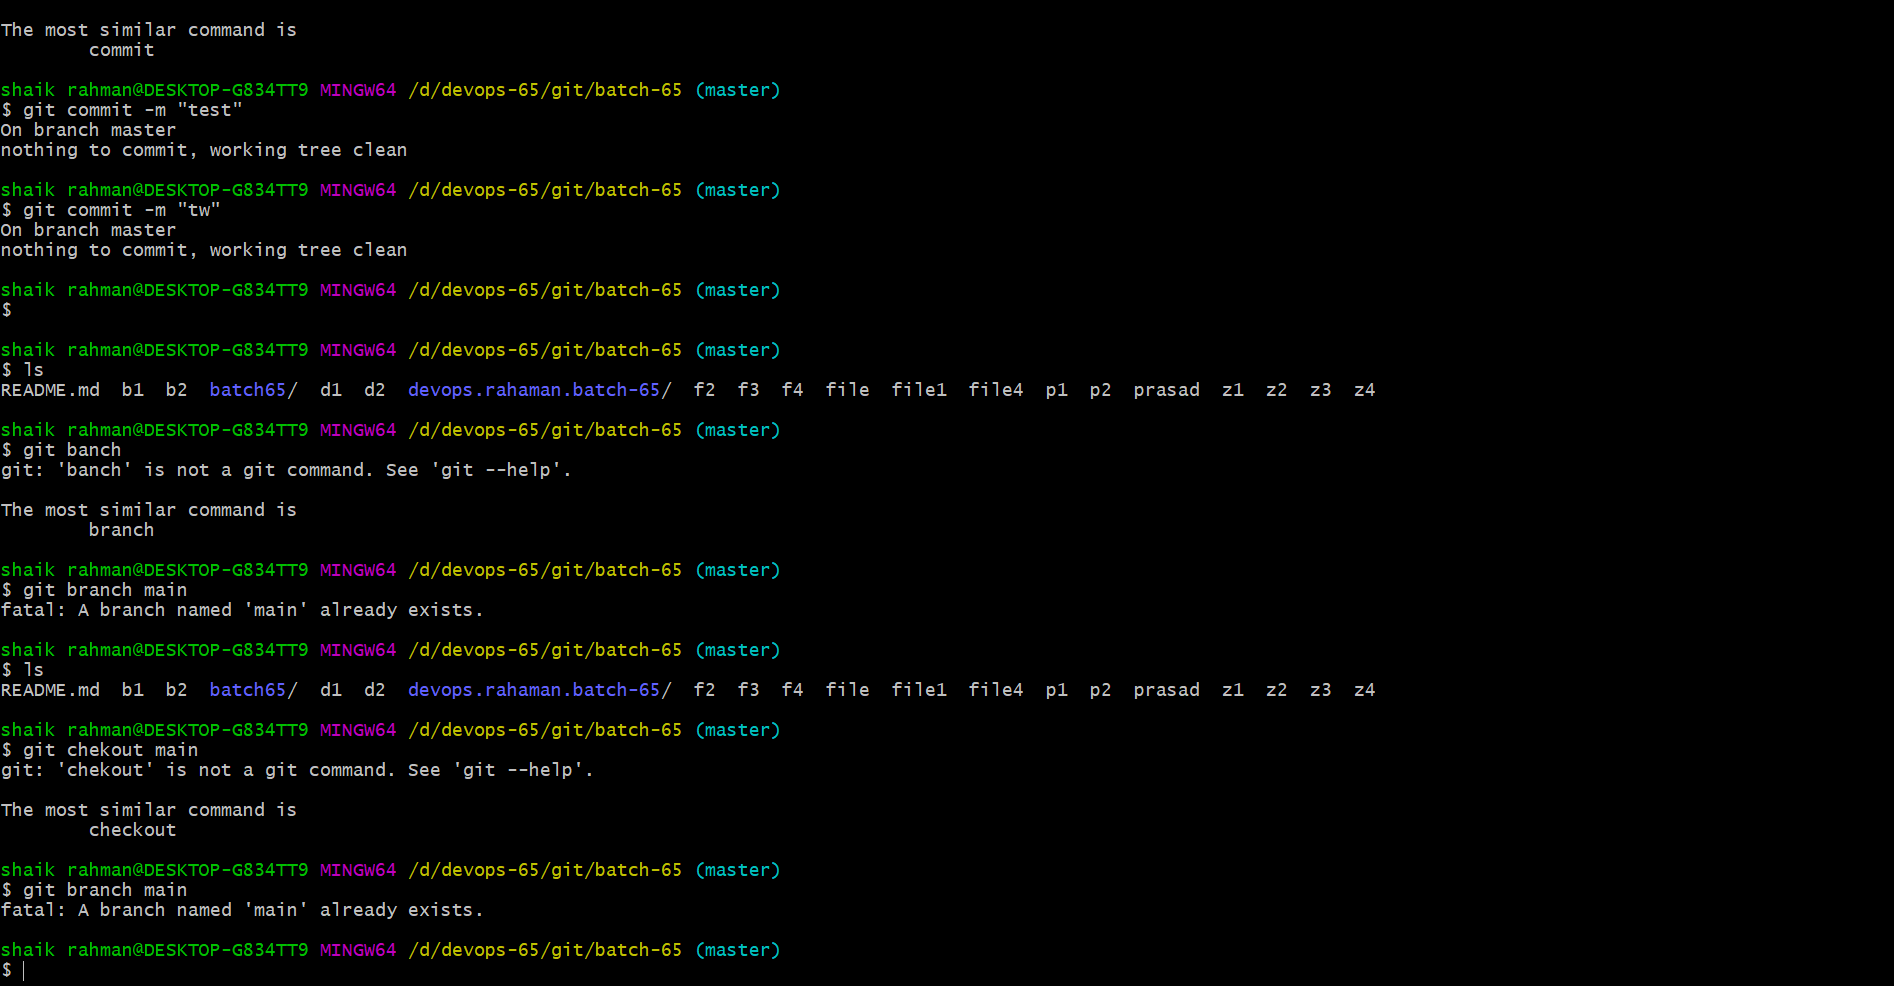 The most similar command is
commit
shaik rahman@DESKTOP-G834TT9 MINGW64 /d/devops-65/git/batch-65 (master)
$ git commit -m "test"
On branch master
nothing to commit, working tree clean
shaik rahman@DESKTOP-G834TT9 MINGW64 /d/devops-65/git/batch-65 (master)
$ git commit -m "tw"
On branch master
nothing to commit, working tree clean
shaik rahman@DESKTOP-G834TT9 MINGW64 /d/devops-65/git/batch-65 (master)
$
shaik rahman@DESKTOP-G834TT9 MINGW64 /d/devops-65/git/batch-65 (master)
$ ls
README.md  b1  b2  batch65/  d1  d2  devops.rahaman.batch-65/  f2  f3  f4  file  file1  file4  p1  p2  prasad  z1  z2  z3  z4
shaik rahman@DESKTOP-G834TT9 MINGW64 /d/devops-65/git/batch-65 (master)
$ git banch
git: 'banch' is not a git command. See 'git --help'.
The most similar command is
branch
shaik rahman@DESKTOP-G834TT9 MINGW64 /d/devops-65/git/batch-65 (master)
$ git branch main
fatal: A branch named 'main' already exists.
shaik rahman@DESKTOP-G834TT9 MINGW64 /d/devops-65/git/batch-65 (master)
$ ls
README.md  b1  b2  batch65/  d1  d2  devops.rahaman.batch-65/  f2  f3  f4  file  file1  file4  p1  p2  prasad  z1  z2  z3  z4
shaik rahman@DESKTOP-G834TT9 MINGW64 /d/devops-65/git/batch-65 (master)
$ git chekout main
git: 'chekout' is not a git command. See 'git --help'.
The most similar command is
checkout
shaik rahman@DESKTOP-G834TT9 MINGW64 /d/devops-65/git/batch-65 (master)
$ git branch main
fatal: A branch named 'main' already exists.
shaik rahman@DESKTOP-G834TT9 MINGW64 /d/devops-65/git/batch-65 (master)
$